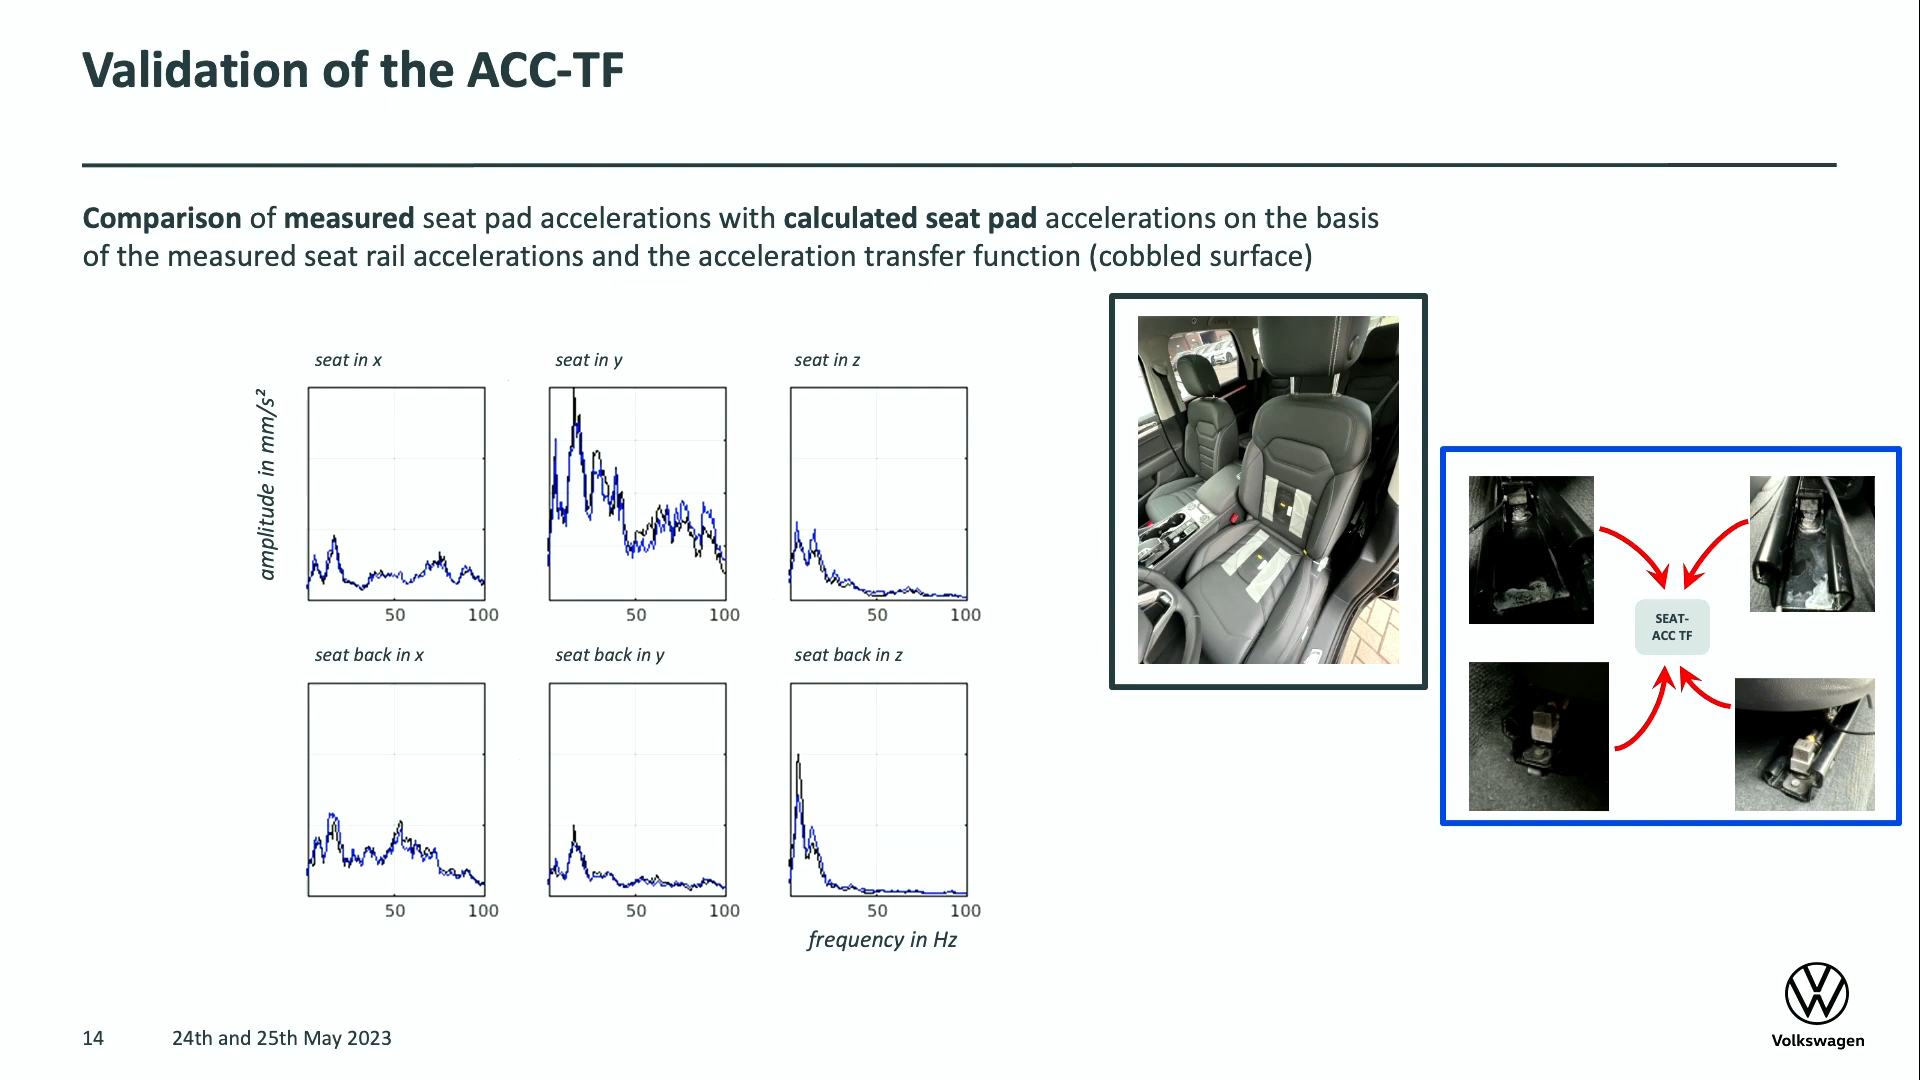 Validation of the ACC-TF
Comparison of measured seat pad accelerations with calculated seat pad accelerations on the basis
of the measured seat rail accelerations and the acceleration transfer function (cobbled surface)
seat in x
seat in y
seat in z
amplitude in mm/s²
50 100
50 100
50 100
seat back in x
seat back in y
seat back in z
50 100
50 100
50 100
frequency in Hz
SEAT-
ACC TF
14
24th and 25th May 2023
Volkswagen